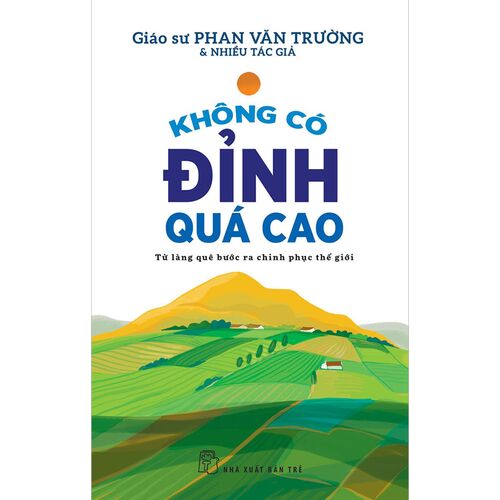 Giáo sư PHAN VĂN TRƯỜNG
& NHIỀU TÁC GIẢ
KHÔNG CÓ
ĐỈNH
QUÁ CAO
Từ làng quê bước ra chinh phục thế giới
NHÀ XUẤT BẢN TRẺ